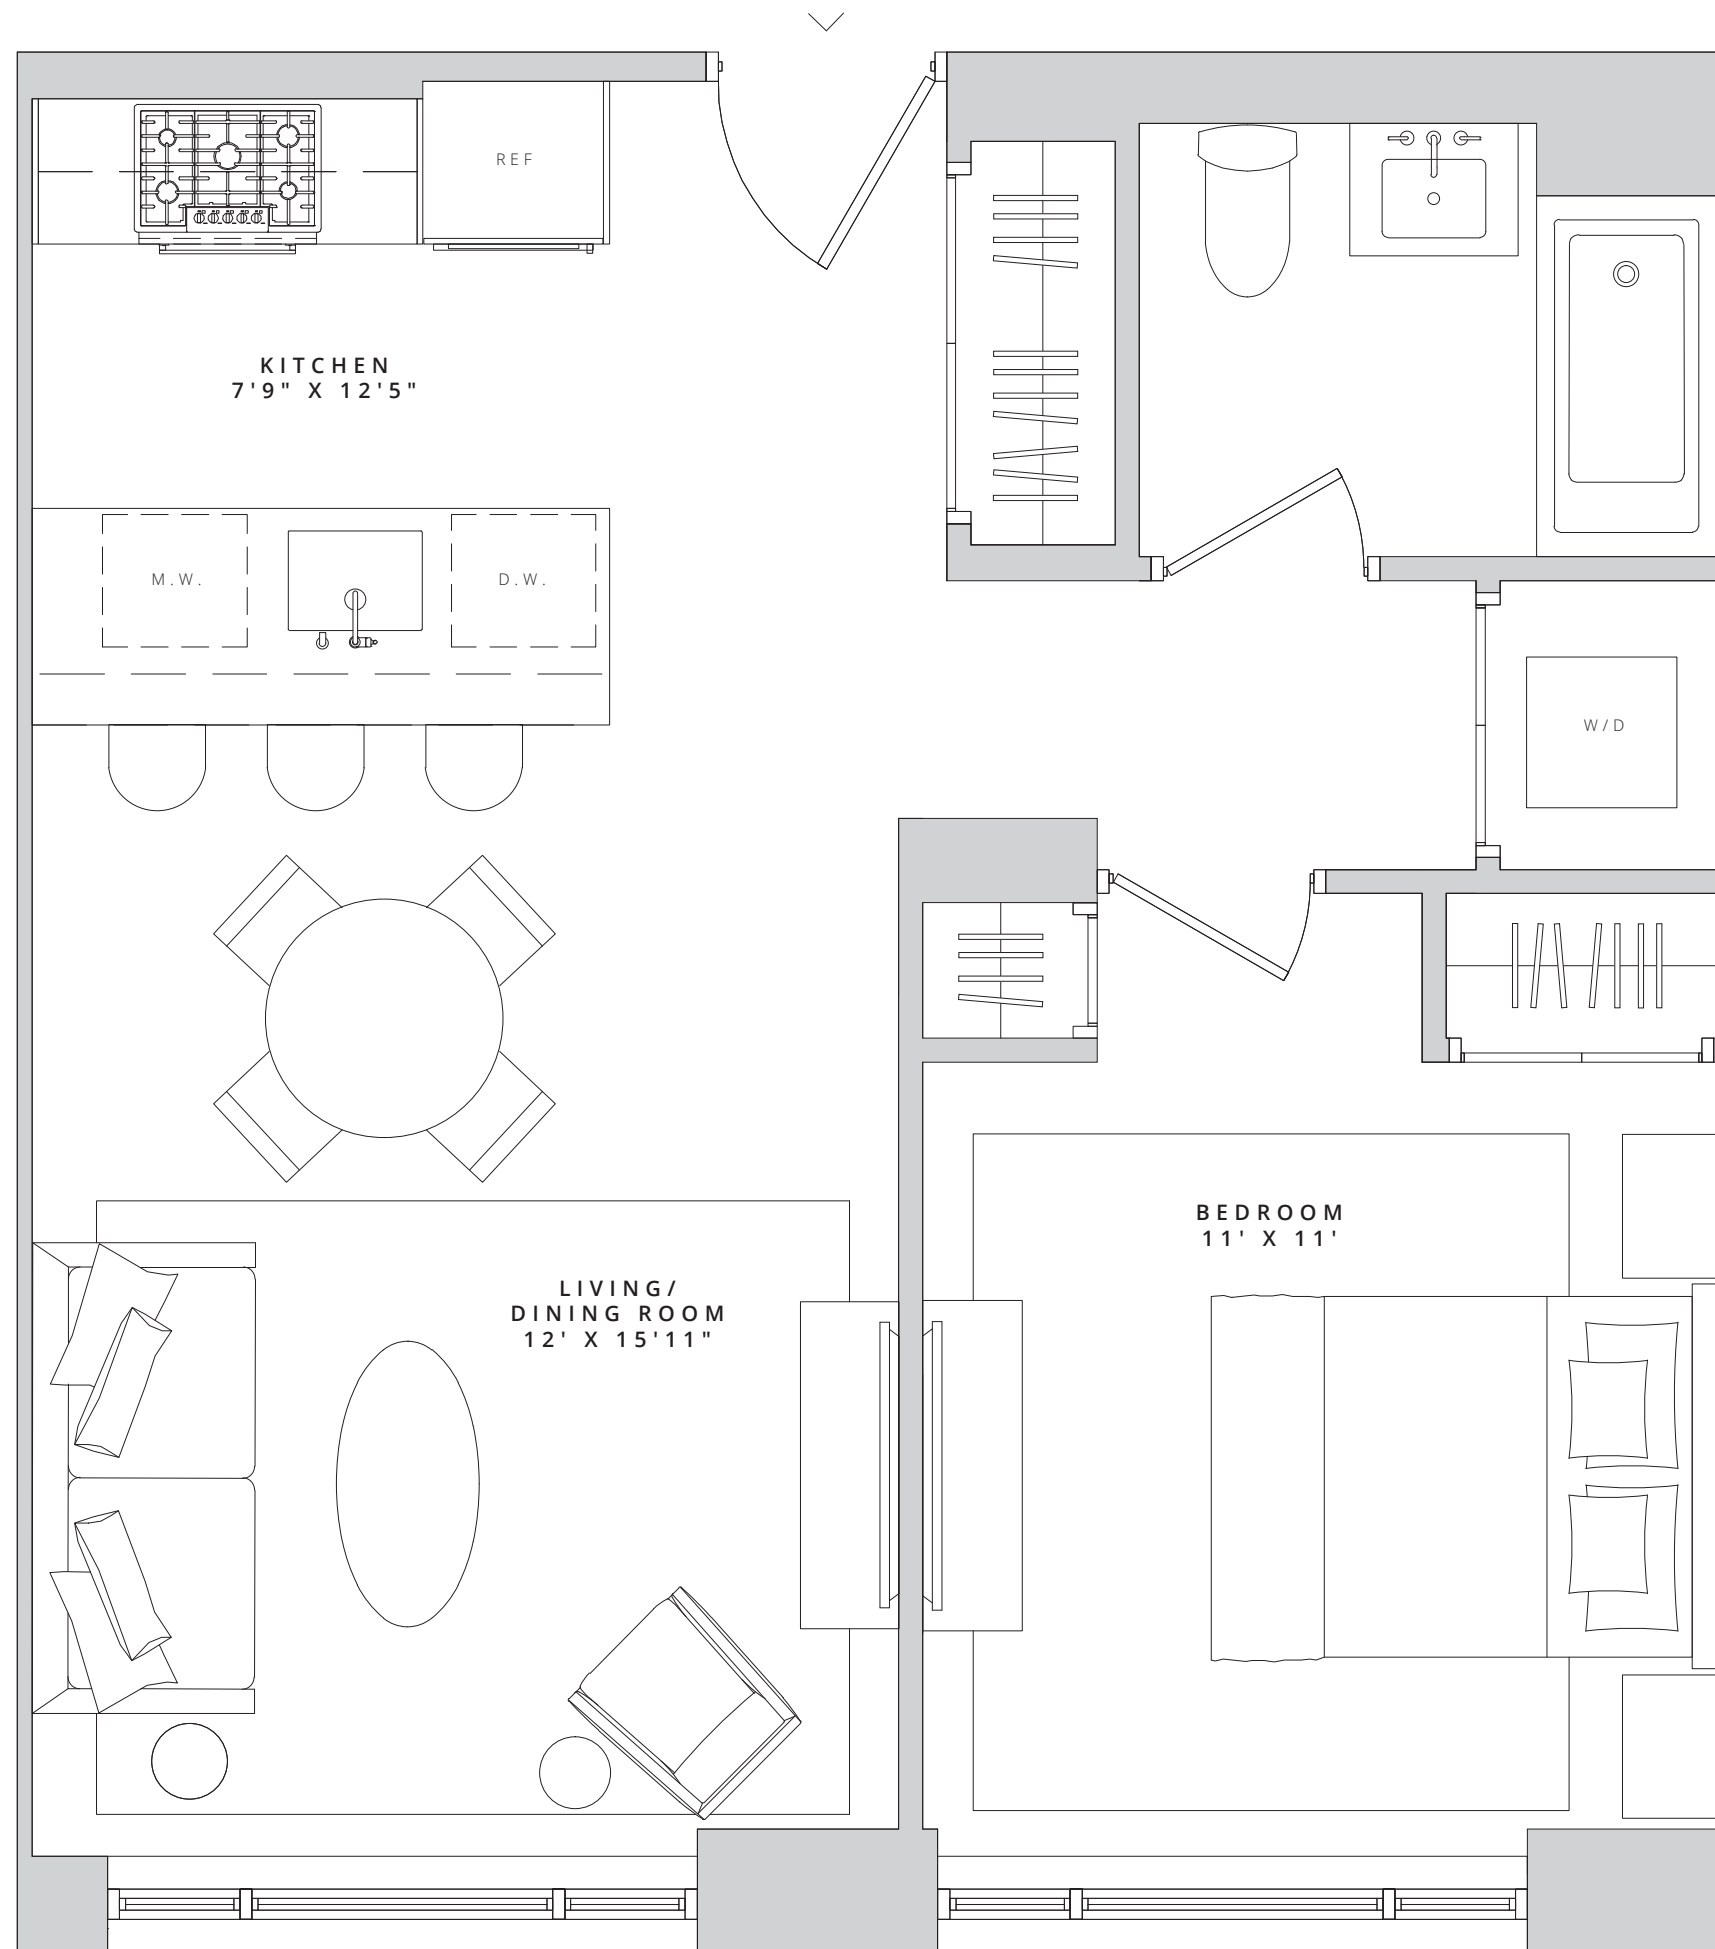 REF
KITCHEN
7'9" X 12'5"
M.W.
D.W.
W/D
BEDROOM
11' X 11'
LIVING/
DINING ROOM
12' X 15'11"